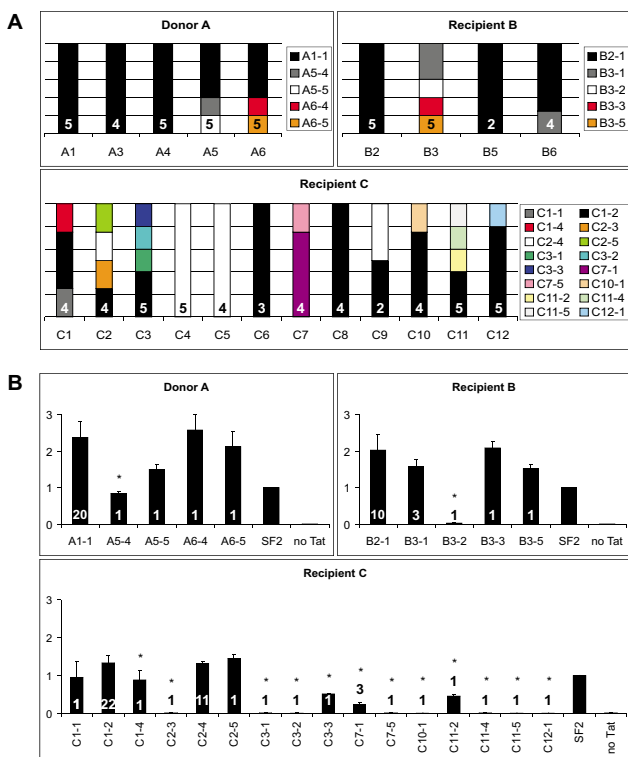 A
Donor A
A1-1
A5-4
A5-5
A6-4
A6-5
5 4 5 5 5
A1 A3 A4 A5 A6
Recipient B
B2-1
B3-1
B3-2
B3-3
B3-5
5 5 2 4
B2 B3 B5 B6
Recipient C
C1-1 C1-2
C1-4 C2-3
C2-4 C2-5
C3-1 C3-2
C3-3 C7-1
C7-5 C10-1
C11-2 C11-4
C11-5 C12-1
4 4 5 5 4 3 4 4 2 4 5 5
C1 C2 C3 C4 C5 C6 C7 C8 C9 C10 C11 C12
B
Donor A
3
2
1
0
*
20 1 1 1 1
A1-1 A5-4 A5-5 A6-4 A6-5 SF2 no Tat
Recipient B
3
2
1
0
*
10 3 1 1 1
B2-1 B3-1 B3-2 B3-3 B3-5 SF2 no Tat
Recipient C
3
2
1
0
* * * * * * * * * * * *
1 22 1 1 11 1 1 1 1 3 1 1 1 1 1 1
C1-1 C1-2 C1-4 C2-3 C2-4 C2-5 C3-1 C3-2 C3-3 C7-1 C7-5 C10-1 C11-2 C11-4 C11-5 C12-1 SF2 no Tat